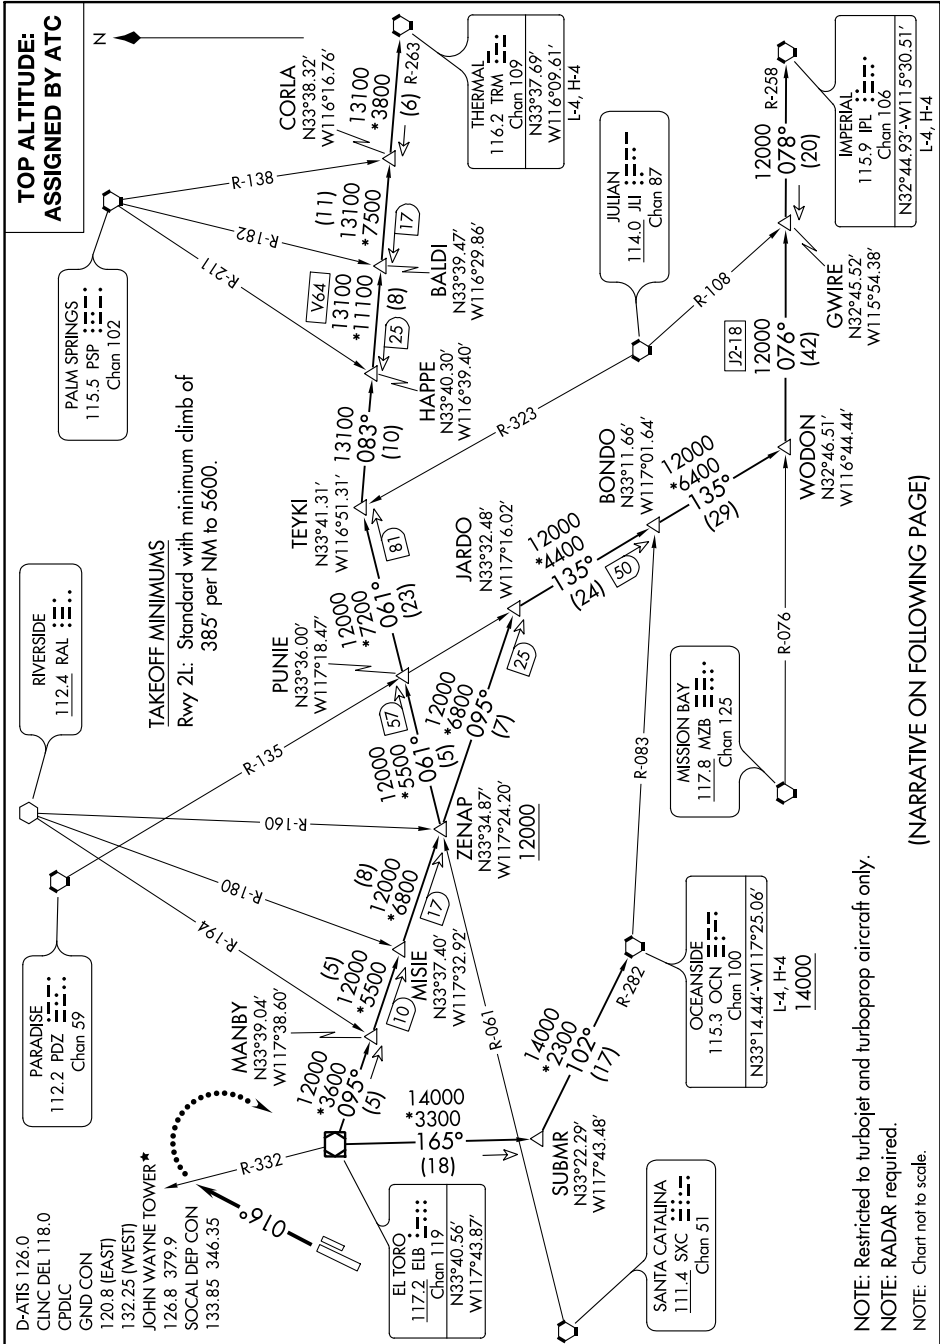 TOP ALTITUDE:
ASSIGNED BY ATC
N
D-ATIS 126.0
CLNC DEL 118.0
CPDLC
GND CON
120.8 (EAST)
132.25 (WEST)
JOHN WAYNE TOWER★
126.8 379.9
SOCAL DEP CON
133.85 346.35
PARADISE
112.2 PDZ
Chan 59
RIVERSIDE
112.4 RAL
TAKEOFF MINIMUMS
Rwy 2L: Standard with minimum climb of
385' per NM to 5600.
PALM SPRINGS
115.5 PSP
Chan 102
R-211
R-182
R-138
R-135
R-194
R-180
R-160
R-332
016°
EL TORO
117.2 ELB
Chan 119
N33°40.56'
W117°43.87'
12000
*3600
095°
(5)
MANBY
N33°39.04'
W117°38.60'
(5)
12000
*5500
10
MISIE
N33°37.40'
W117°32.92'
(8)
12000
*6800
17
ZENAP
N33°34.87'
W117°24.20'
12000
12000
*5500
061°
(5)
57
PUNIE
N33°36.00'
W117°18.47'
12000
*7200
061°
(23)
81
TEYKI
N33°41.31'
W116°51.31'
13100
083°
(10)
HAPPE
N33°40.30'
W116°39.40'
V64
13100
*11100
(8)
25
BALDI
N33°39.47'
W116°29.86'
(11)
13100
*7500
17
CORLA
N33°38.32'
W116°16.76'
13100
*3800
(6)
R-263
THERMAL
116.2 TRM
Chan 109
N33°37.69'
W116°09.61'
L-4, H-4
12000
*6800
095°
(7)
25
JARDO
N33°32.48'
W117°16.02'
12000
*4400
135°
(24)
50
BONDO
N33°11.66'
W117°01.64'
12000
*6400
135°
(29)
WODON
N32°46.51'
W116°44.44'
J2-18
12000
076°
(42)
GWIRE
N32°45.52'
W115°54.38'
12000
078°
(20)
R-258
IMPERIAL
115.9 IPL
Chan 106
N32°44.93'-W115°30.51'
L-4, H-4
JULIAN
114.0 JLI
Chan 87
R-323
R-108
MISSION BAY
117.8 MZB
Chan 125
R-076
R-083
14000
*3300
165°
(18)
SUBMR
N33°22.29'
W117°43.48'
14000
*2300
102°
(17)
R-282
R-061
OCEANSIDE
115.3 OCN
Chan 100
N33°14.44'-W117°25.06'
L-4, H-4
14000
SANTA CATALINA
111.4 SXC
Chan 51
NOTE: Restricted to turbojet and turboprop aircraft only.
NOTE: RADAR required.
NOTE: Chart not to scale.
(NARRATIVE ON FOLLOWING PAGE)